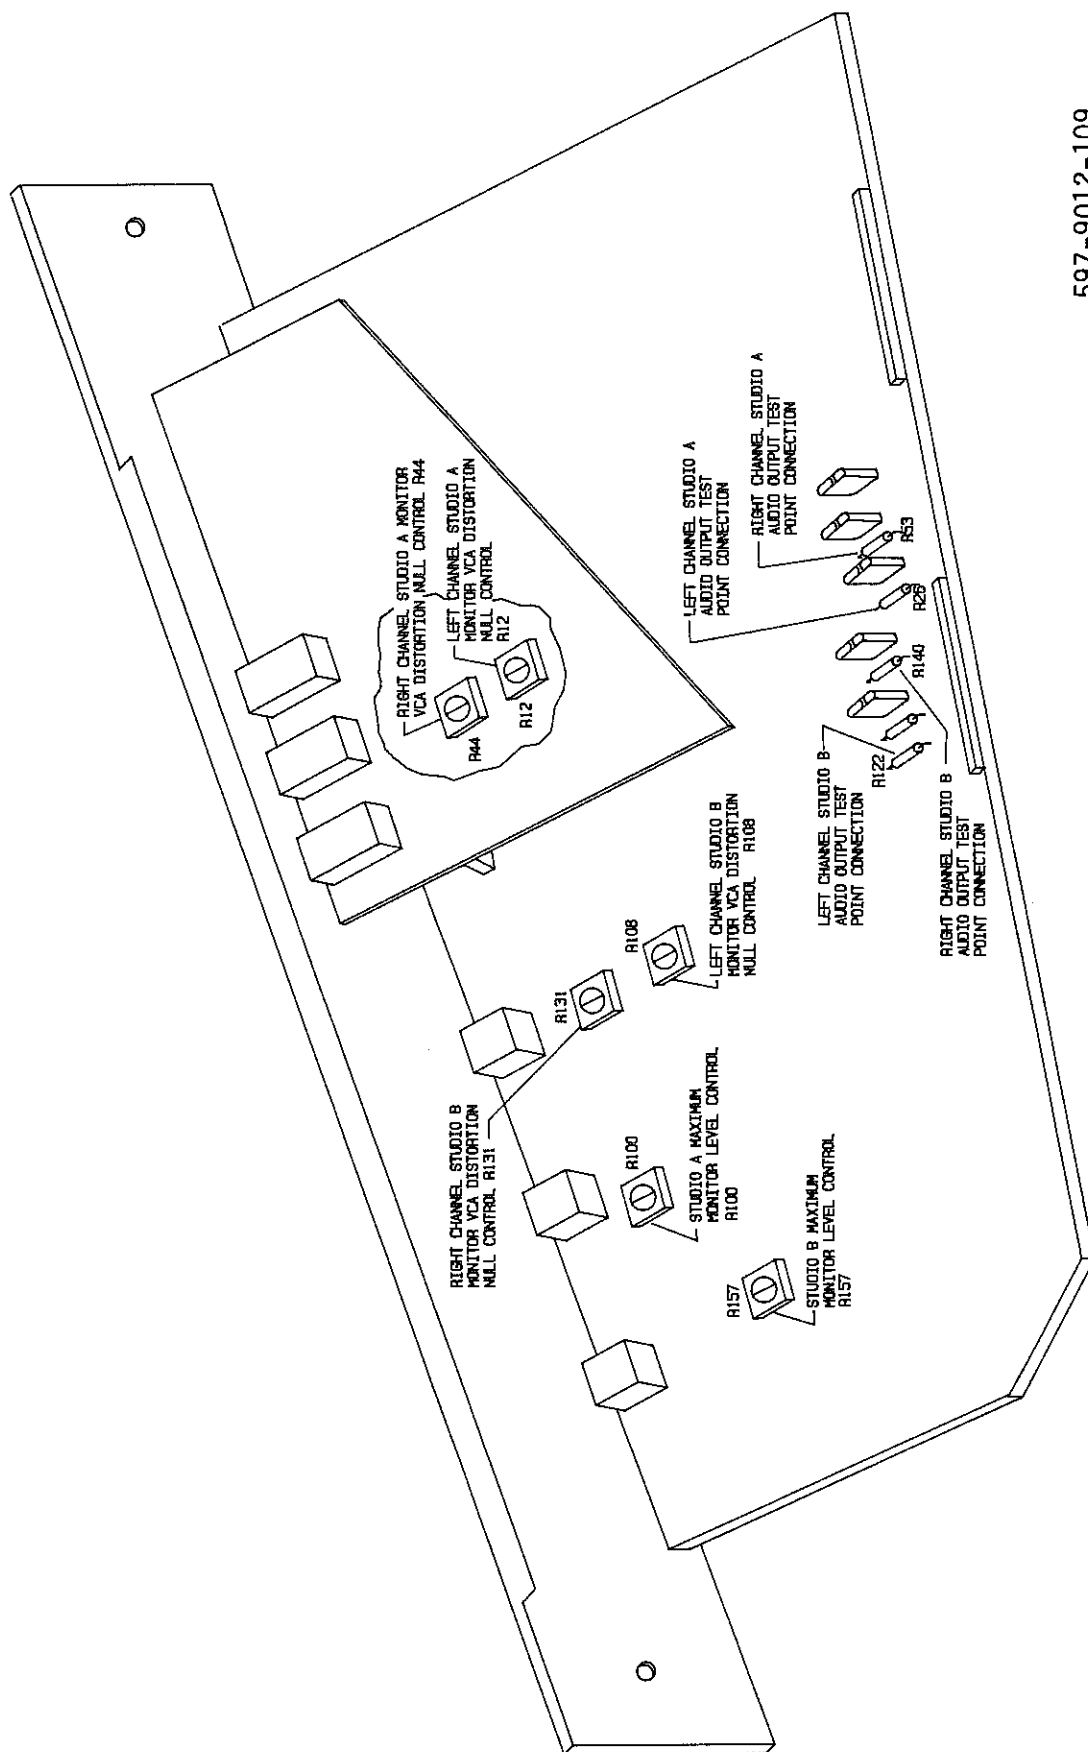 RIGHT CHANNEL STUDIO B
MONITOR VCA DISTORTION
NULL CONTROL R131
R131
R108
LEFT CHANNEL STUDIO B
MONITOR VCA DISTORTION
NULL CONTROL R108
RIGHT CHANNEL STUDIO A MONITOR
VCA DISTORTION NULL CONTROL R44
R44
LEFT CHANNEL STUDIO A
MONITOR VCA DISTORTION
NULL CONTROL
R12
R12
R100
STUDIO A MAXIMUM
MONITOR LEVEL CONTROL
R100
R157
STUDIO B MAXIMUM
MONITOR LEVEL CONTROL
R157
LEFT CHANNEL STUDIO A
AUDIO OUTPUT TEST
POINT CONNECTION
RIGHT CHANNEL STUDIO A
AUDIO OUTPUT TEST
POINT CONNECTION
LEFT CHANNEL STUDIO B
AUDIO OUTPUT TEST
POINT CONNECTION
R122
R140
R26
R53
RIGHT CHANNEL STUDIO B
AUDIO OUTPUT TEST
POINT CONNECTION
597-9012-109